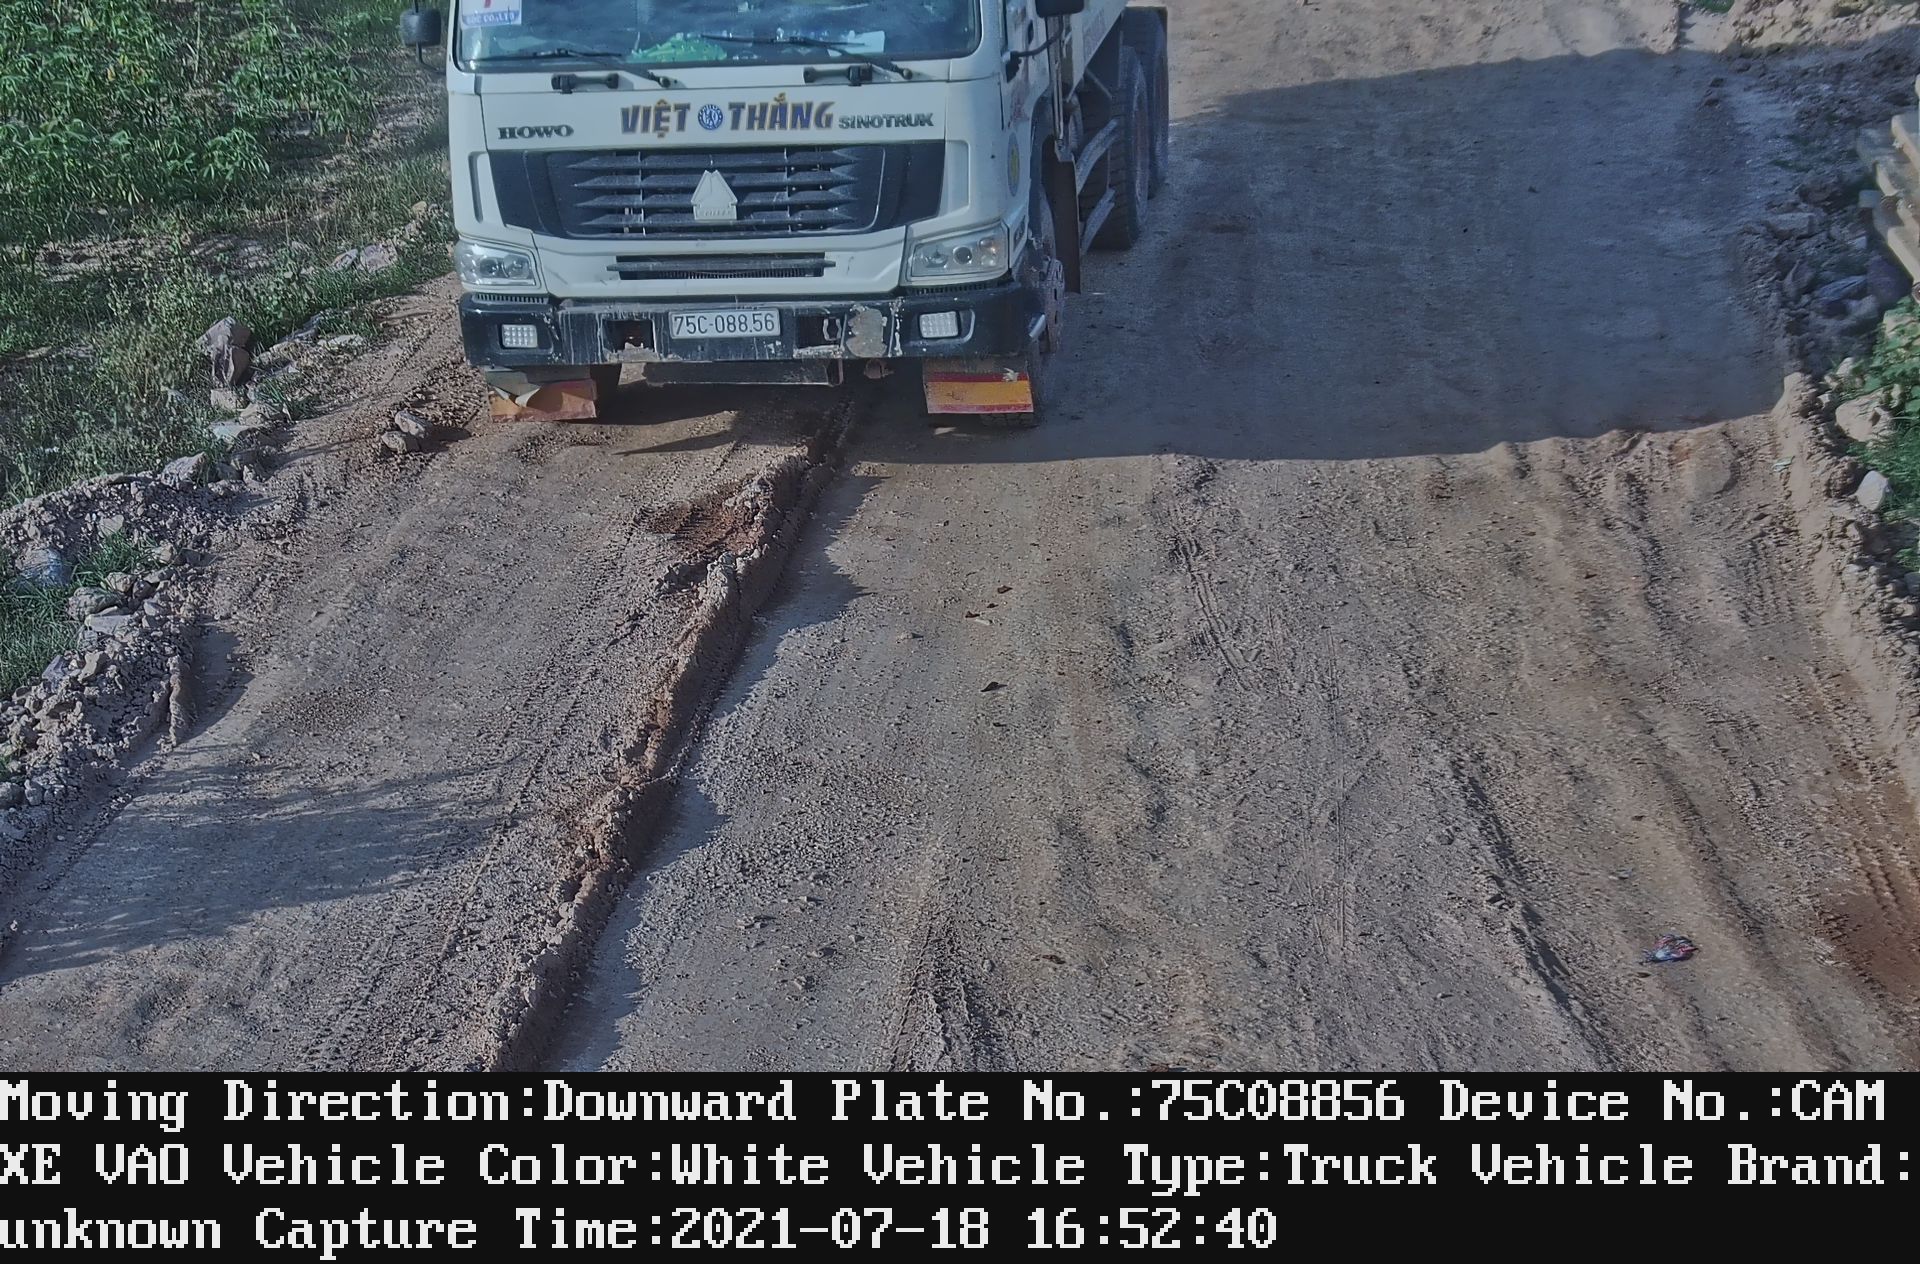 HOWO VIỆT THẮNG SINOTRUK
75C-088.56
Moving Direction:Downward Plate No.:75C08856 Device No.:CAM
XE VAO Vehicle Color:White Vehicle Type:Truck Vehicle Brand:
unknown Capture Time:2021-07-18 16:52:40